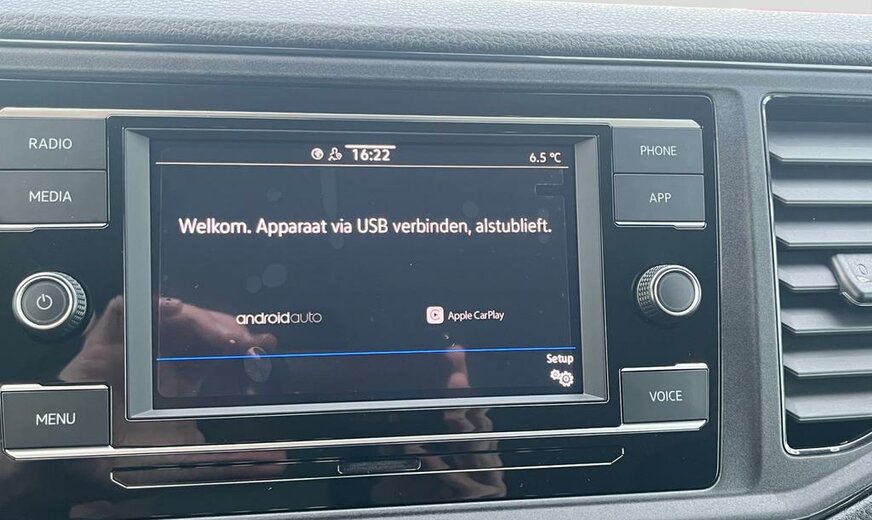 RADIO
MEDIA
MENU
16:22
6.5 °C
Welkom. Apparaat via USB verbinden, alstublieft.
androidauto
Apple CarPlay
Setup
PHONE
APP
VOICE